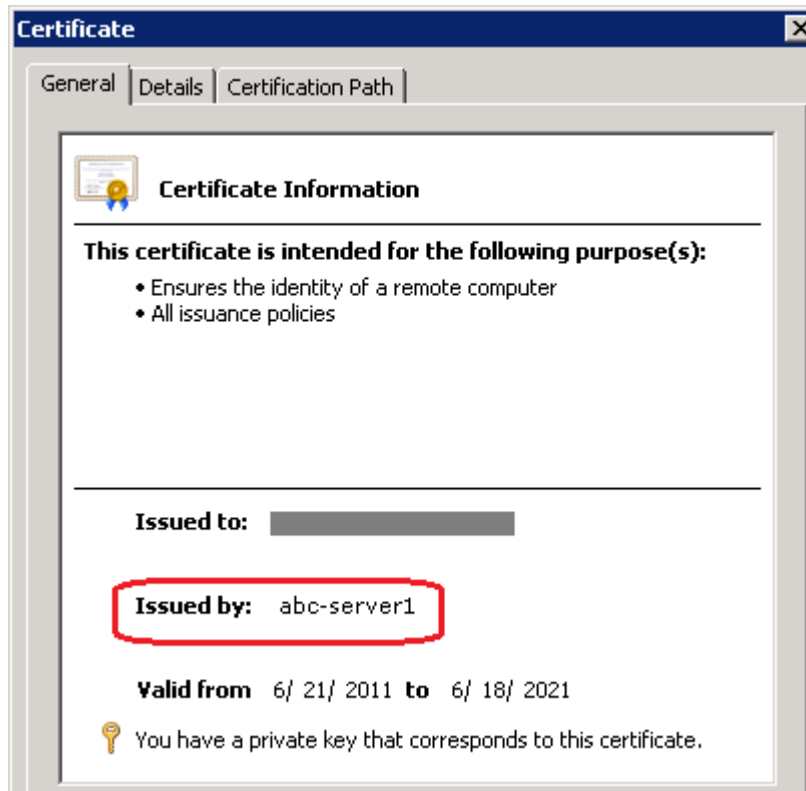 Certificate
General Details Certification Path
Certificate Information
This certificate is intended for the following purpose(s):
• Ensures the identity of a remote computer
• All issuance policies
Issued to:
Issued by: abc-server1
Valid from 6/ 21/ 2011 to 6/ 18/ 2021
You have a private key that corresponds to this certificate.